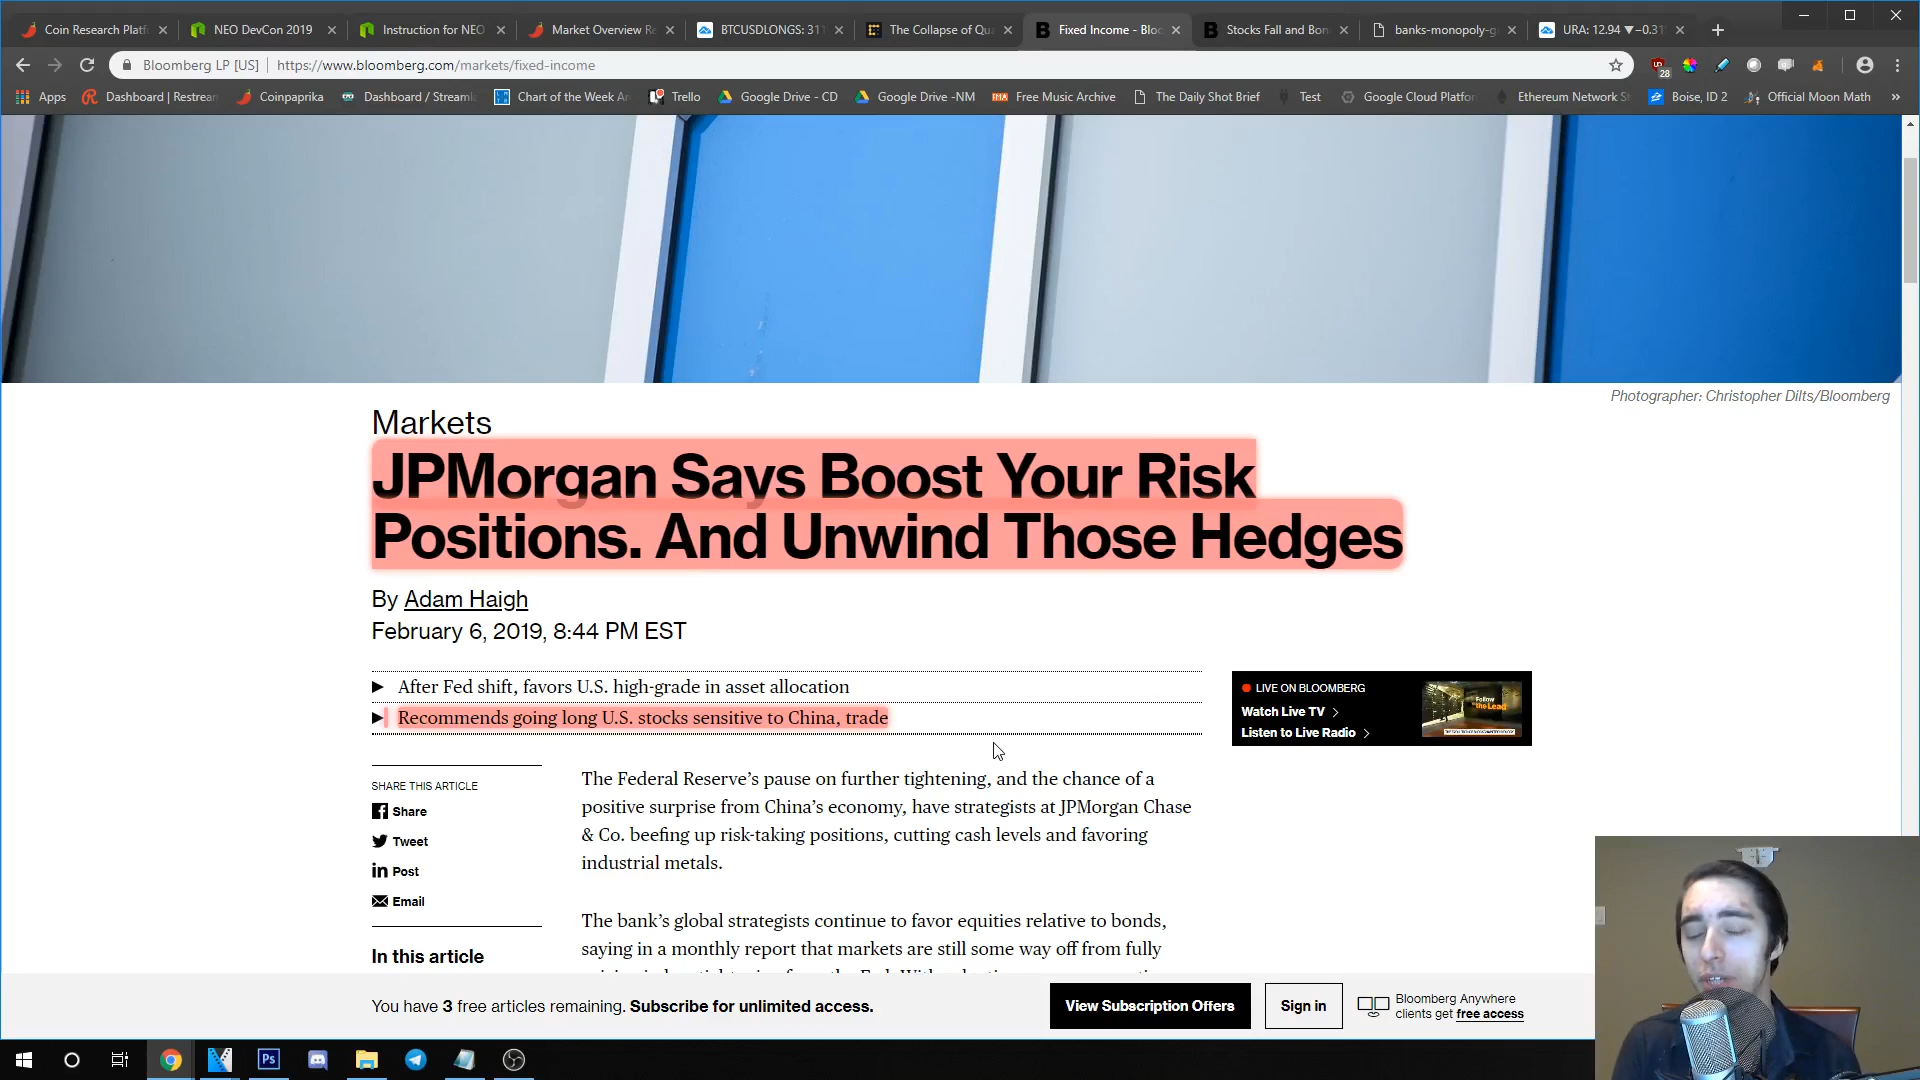 Coin Research Platf
NEO DevCon 2019
Instruction for NEO
Market Overview Re
BTCUSDLONGS: 311
The Collapse of Qu
Fixed Income - Bloo
Stocks Fall and Bon
banks-monopoly-g
URA: 12.94 ▼−0.31
Bloomberg LP [US] | https://www.bloomberg.com/markets/fixed-income
28
Apps
Dashboard | Restrean
Coinpaprika
Dashboard / Streaml
Chart of the Week Ar
Trello
Google Drive - CD
Google Drive -NM
Free Music Archive
The Daily Shot Brief
Test
Google Cloud Platfor
Ethereum Network St
Boise, ID 2
Official Moon Math
»
Photographer: Christopher Dilts/Bloomberg
Markets
JPMorgan Says Boost Your Risk
Positions. And Unwind Those Hedges
By Adam Haigh
February 6, 2019, 8:44 PM EST
After Fed shift, favors U.S. high-grade in asset allocation
Recommends going long U.S. stocks sensitive to China, trade
LIVE ON BLOOMBERG
Watch Live TV
Listen to Live Radio
Follow
the Lead
SHARE THIS ARTICLE
Share
Tweet
Post
Email
In this article
The Federal Reserve’s pause on further tightening, and the chance of a
positive surprise from China’s economy, have strategists at JPMorgan Chase
& Co. beefing up risk-taking positions, cutting cash levels and favoring
industrial metals.
The bank’s global strategists continue to favor equities relative to bonds,
saying in a monthly report that markets are still some way off from fully
You have 3 free articles remaining. Subscribe for unlimited access.
View Subscription Offers
Sign in
Bloomberg Anywhere
clients get free access
Ps